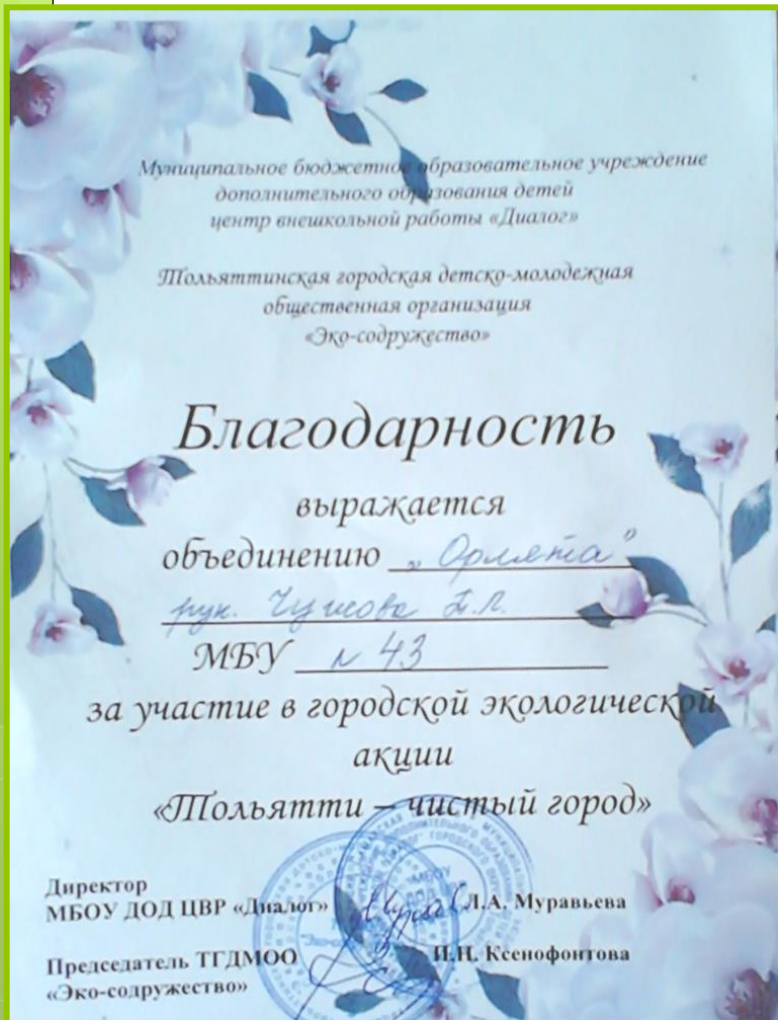 Муниципальное бюджетное образовательное учреждение
дополнительного образования детей
центр внешкольной работы «Диалог»
Тольяттинская городская детско-молодежная
общественная организация
«Эко-содружество»
Благодарность
выражается
объединению „Орлята”
рук.
МБУ № 43
за участие в городской экологической
акции
«Тольятти – чистый город»
Директор
МБОУ ДОД ЦВР «Диалог» Л.А. Муравьева
Председатель ТГДМОО И.Н. Ксенофонтова
«Эко-содружество»